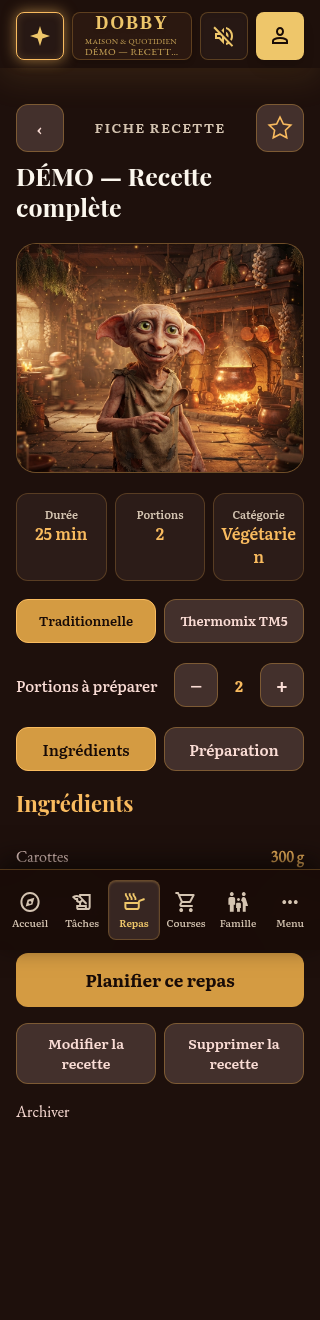 DOBBY
MAISON & QUOTIDIEN
DÉMO — RECETT...
‹
FICHE RECETTE
DÉMO — Recette
complète
Durée
25 min
Portions
2
Catégorie
Végétarie
n
Traditionnelle
Thermomix TM5
Portions à préparer
−
2
+
Ingrédients
Préparation
Ingrédients
Carottes
300 g
Accueil
Tâches
Repas
Courses
Famille
Menu
Planifier ce repas
Modifier la
recette
Supprimer la
recette
Archiver